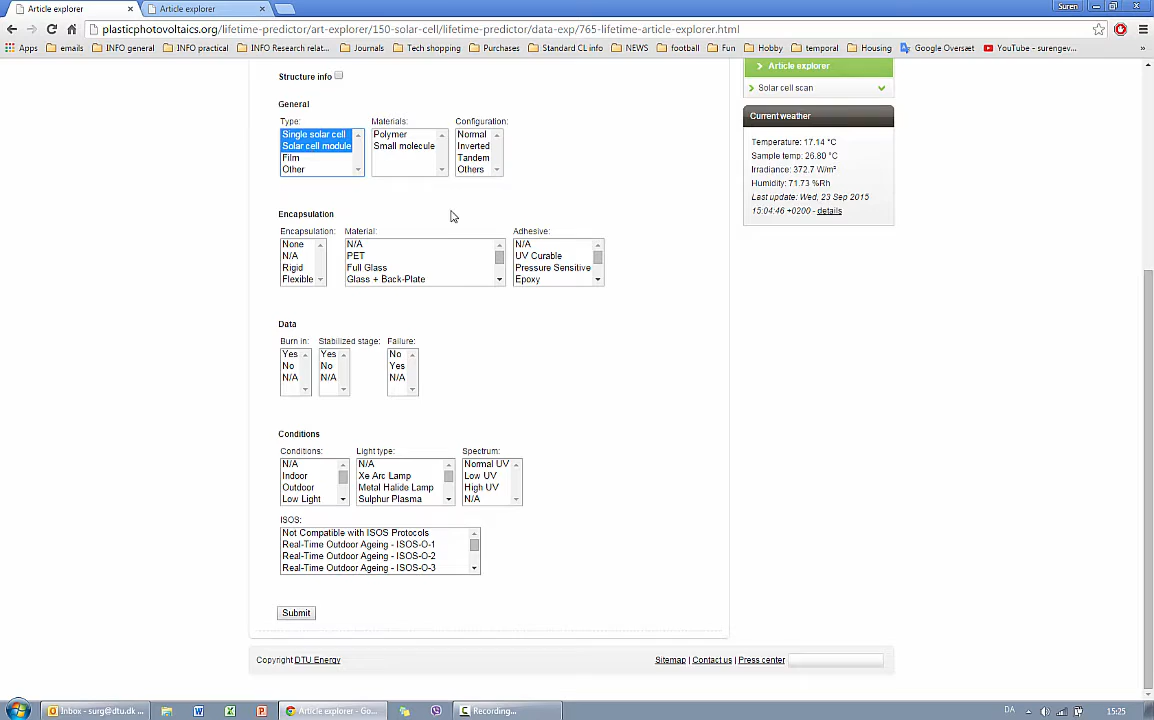 Article explorer
Article explorer
Suren
plasticphotovoltaics.org/lifetime-predictor/art-explorer/150-solar-cell/lifetime-predictor/data-exp/765-lifetime-article-explorer.html
Apps emails INFO general INFO practical INFO Research relat... Journals Tech shopping Purchases Standard CL info NEWS football Fun Hobby temporal Housing Google Oversæt YouTube - surengev...
Structure info
Article explorer
Solar cell scan
General
Current weather
Type: Materials: Configuration:
Single solar cell Polymer Normal
Solar cell module Small molecule Inverted
Film Tandem
Other Others
Temperature: 17.14 °C
Sample temp: 26.80 °C
Irradiance: 372.7 W/m²
Humidity: 71.73 %Rh
Last update: Wed, 23 Sep 2015
15:04:46 +0200 - details
Encapsulation
Encapsulation: Material: Adhesive:
None N/A N/A
N/A PET UV Curable
Rigid Full Glass Pressure Sensitive
Flexible Glass + Back-Plate Epoxy
Data
Burn in: Stabilized stage: Failure:
Yes Yes No
No No Yes
N/A N/A N/A
Conditions
Conditions: Light type: Spectrum:
N/A N/A Normal UV
Indoor Xe Arc Lamp Low UV
Outdoor Metal Halide Lamp High UV
Low Light Sulphur Plasma N/A
ISOS:
Not Compatible with ISOS Protocols
Real-Time Outdoor Ageing - ISOS-O-1
Real-Time Outdoor Ageing - ISOS-O-2
Real-Time Outdoor Ageing - ISOS-O-3
Submit
Copyright DTU Energy
Sitemap | Contact us | Press center
Inbox - surg@dtu.dk ...
Article explorer - Go...
Recording...
DA
15:25